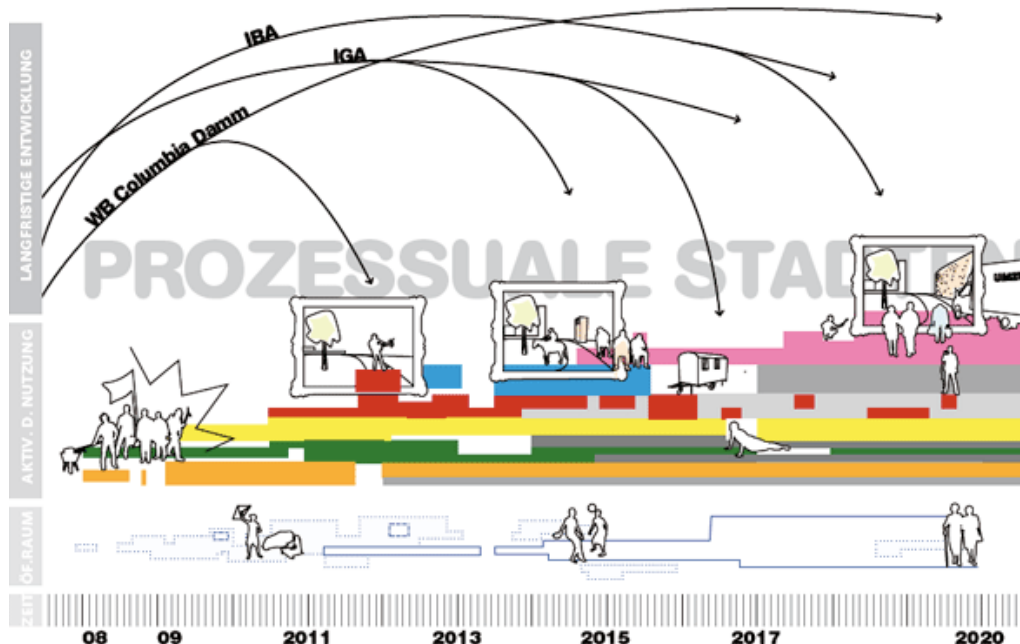 IBA
IGA
WB Columbia Damm
LANGFRISTIGE ENTWICKLUNG
PROZESSUALE STADT
AKTIV. D. NUTZUNG
ÖF.RAUM
ZEIT
08 09 2011 2013 2015 2017 2020